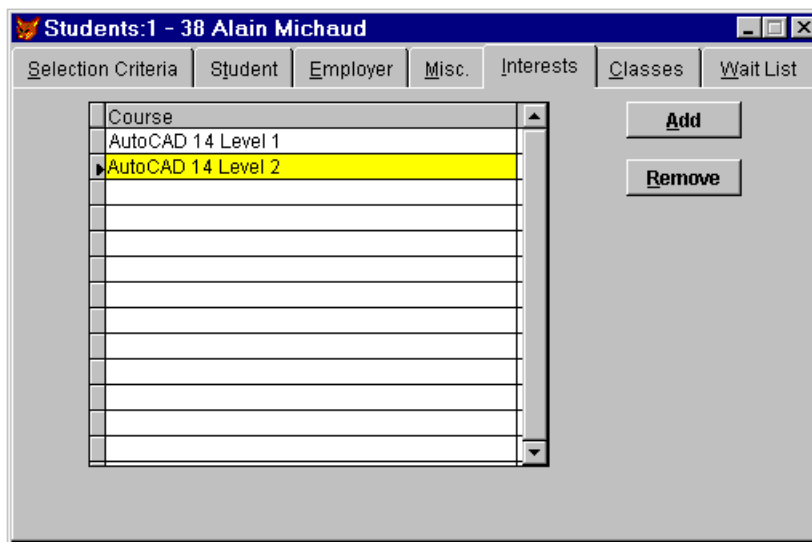 Students:1 - 38 Alain Michaud
Selection Criteria Student Employer Misc. Interests Classes Wait List
Course
AutoCAD 14 Level 1
AutoCAD 14 Level 2
Add
Remove